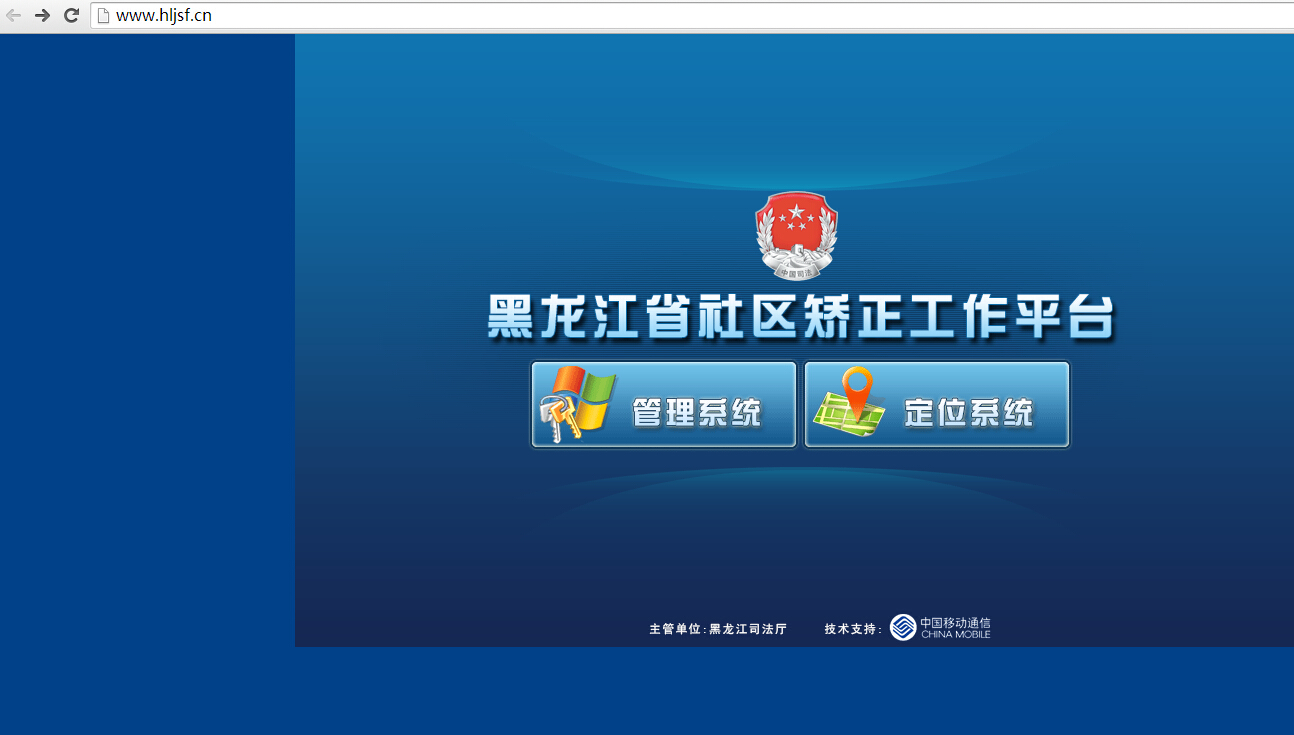 www.hljsf.cn
中国司法
黑龙江省社区矫正工作平台
管理系统
定位系统
主管单位:黑龙江司法厅 技术支持: 中国移动通信
CHINA MOBILE